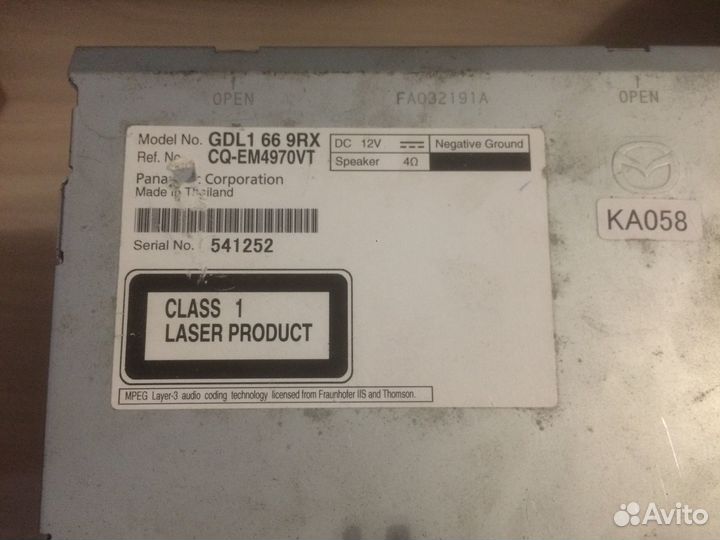 OPEN
FA032191A
OPEN
Model No. GDL1 66 9RX
Ref. No. CQ-EM4970VT
DC 12V
Negative Ground
Speaker 4Ω
Corporation
Made in Thailand
KA058
Serial No. 541252
CLASS 1
LASER PRODUCT
MPEG Layer-3 audio coding technology licensed from Fraunhofer IIS and Thomson.
Avito